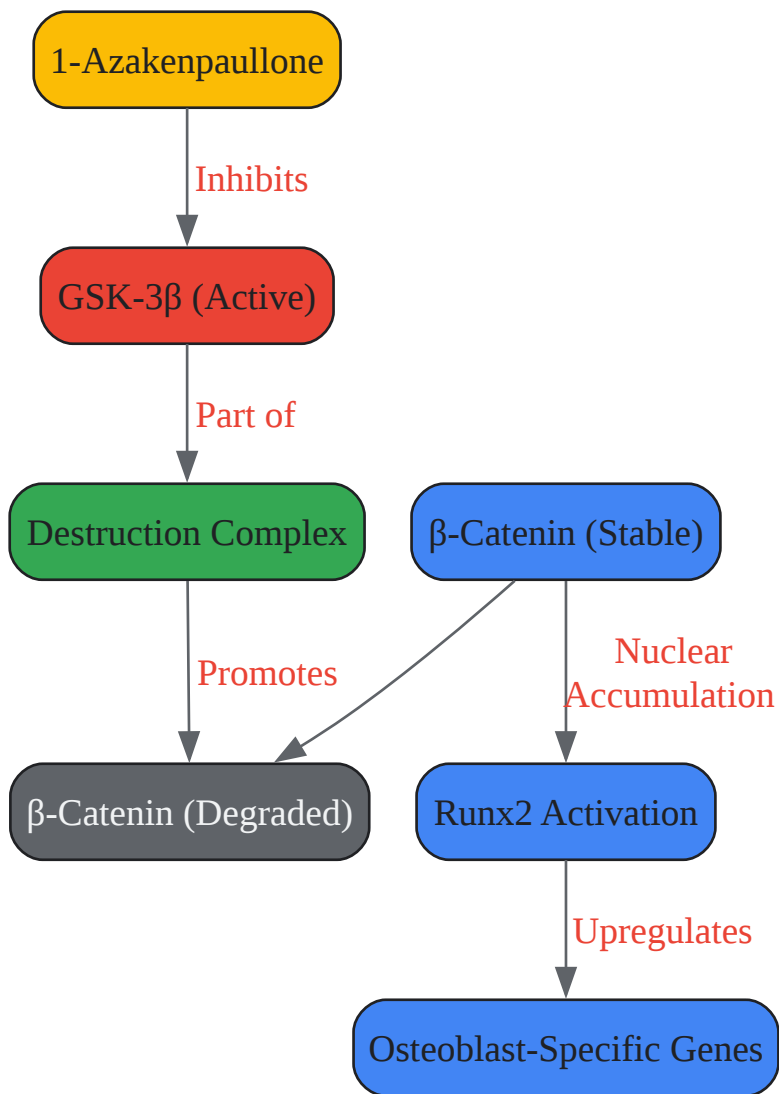 1-Azakenpaullone
Inhibits
GSK-3β (Active)
Part of
Destruction Complex
β-Catenin (Stable)
Promotes
Nuclear
Accumulation
β-Catenin (Degraded)
Runx2 Activation
Upregulates
Osteoblast-Specific Genes